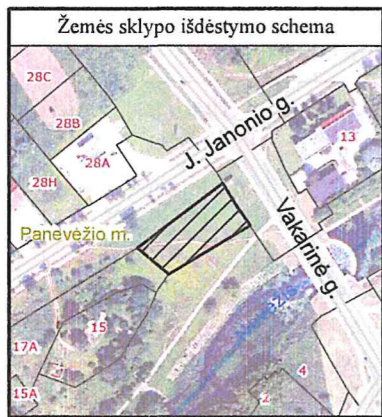 Žemės sklypo išdėstymo schema
28C
28B
J. Janonio g.
13
28A
28H
Panevėžio m.
Vakarinė g.
15
17A
4
15A
2